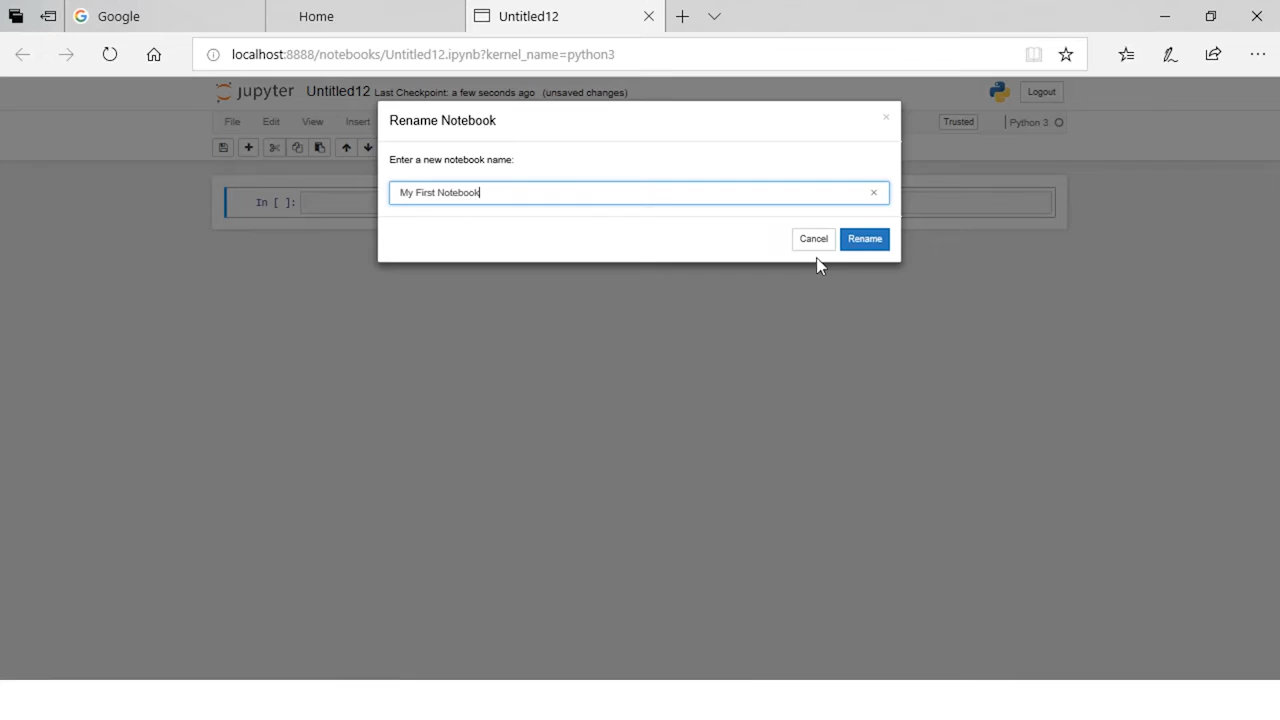 Google
Home
Untitled12
localhost:8888/notebooks/Untitled12.ipynb?kernel_name=python3
jupyter Untitled12 Last Checkpoint: a few seconds ago (unsaved changes)
Logout
Rename Notebook
File Edit View Insert
Trusted
Python 3
Enter a new notebook name:
My First Notebook
In [ ]:
Cancel
Rename